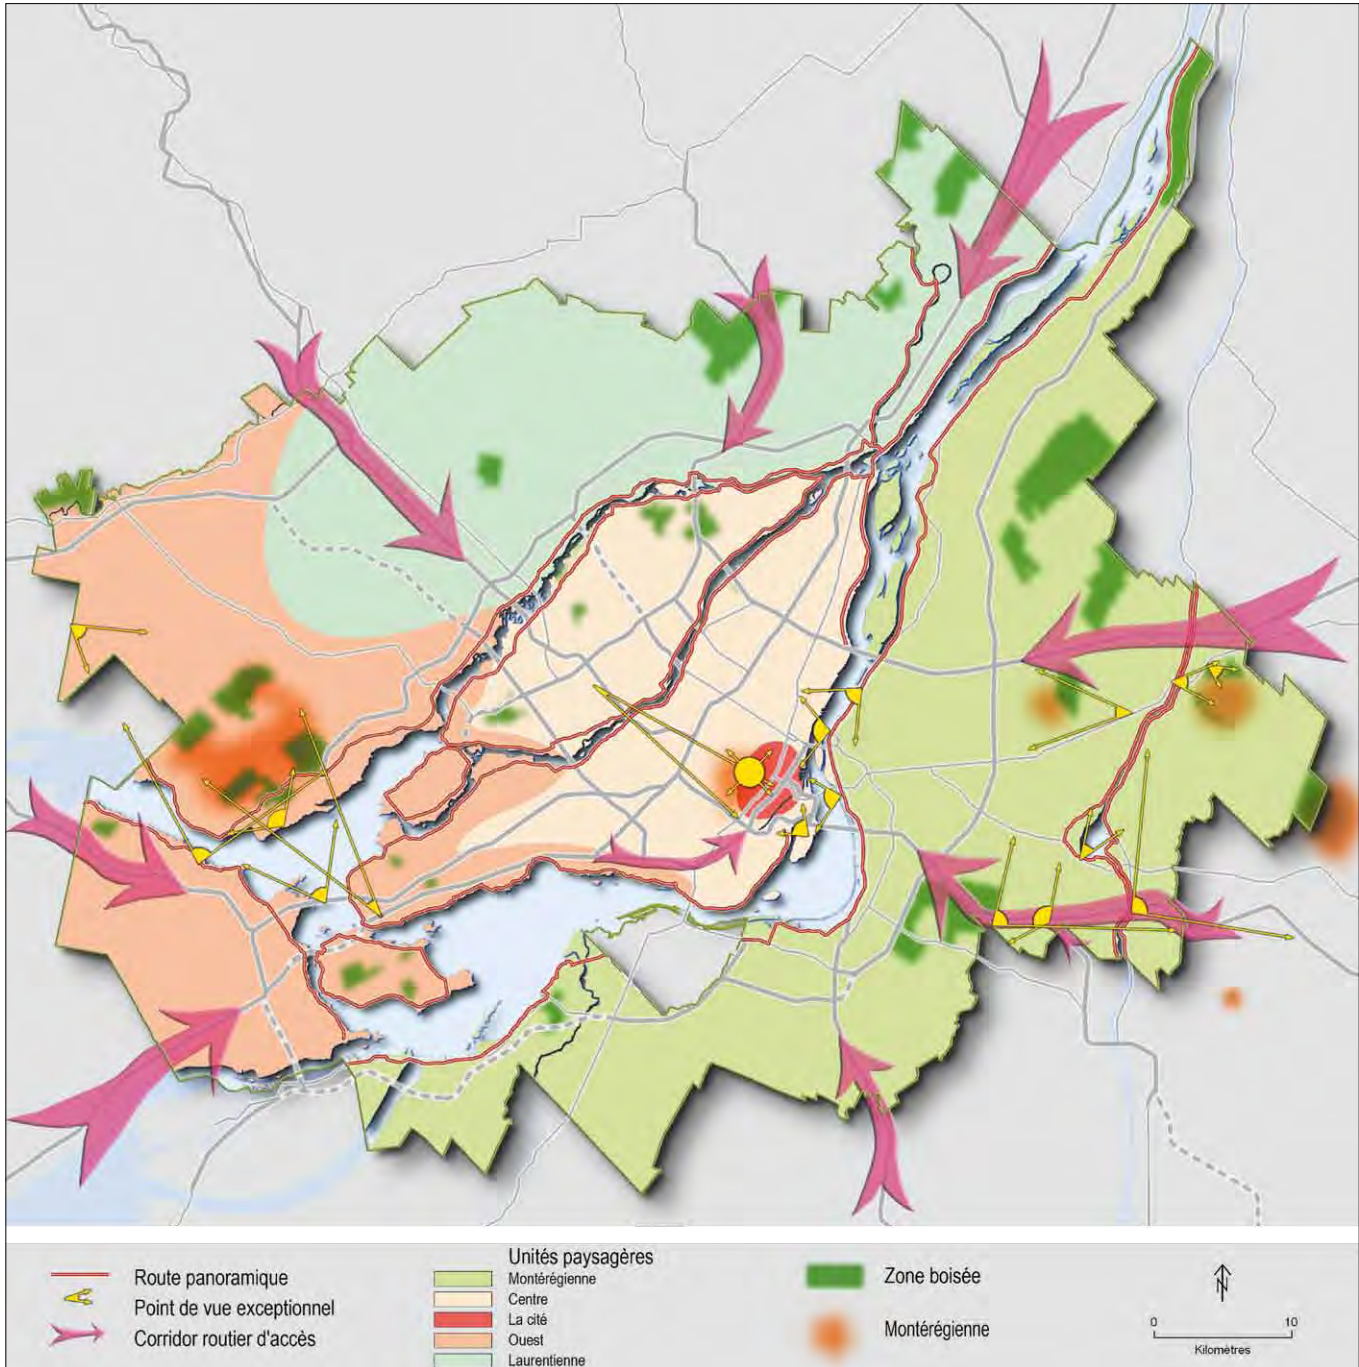 Route panoramique
Point de vue exceptionnel
Corridor routier d'accès
Unités paysagères
Montérégienne
Centre
La cité
Ouest
Laurentienne
Zone boisée
Montérégienne
N
0 10
Kilomètres